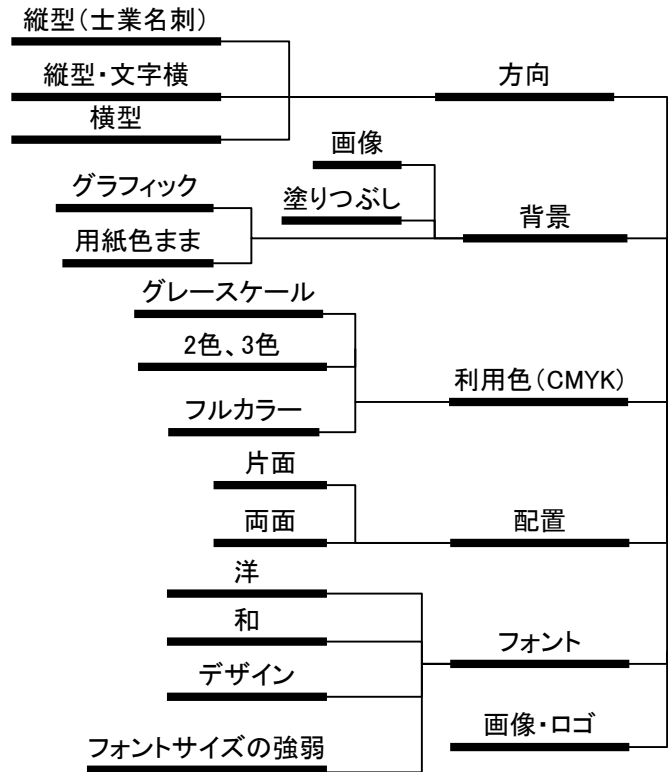 縦型（士業名刺）
縦型・文字横
方向
横型
画像
グラフィック
塗りつぶし
背景
用紙色まま
グレースケール
2色、3色
利用色（CMYK）
フルカラー
片面
両面
配置
洋
和
フォント
デザイン
画像・ロゴ
フォントサイズの強弱